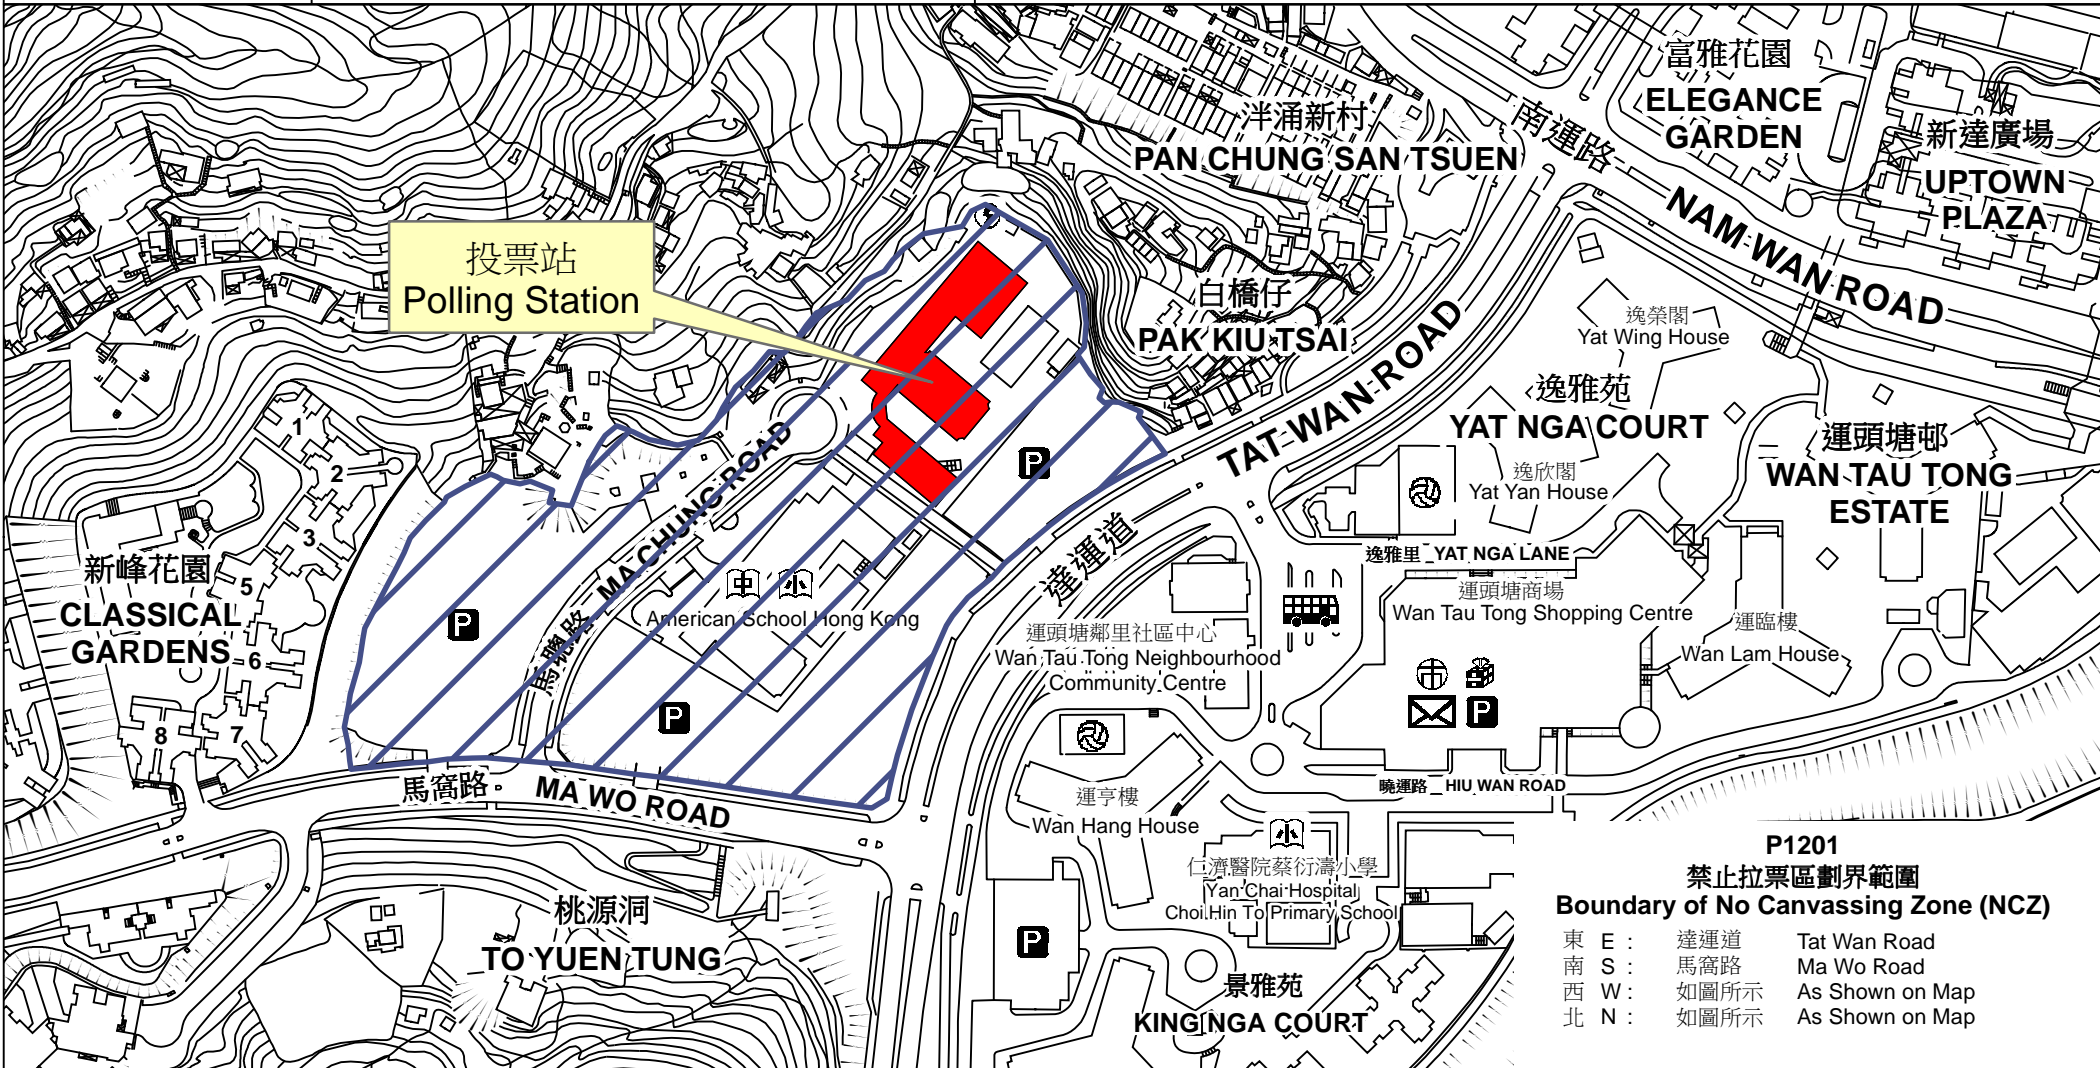 富雅花園
ELEGANCE
GARDEN
南運路
NAM WAN ROAD
新達廣場
UPTOWN
PLAZA
泮涌新村
PAN CHUNG SAN TSUEN
投票站
Polling Station
白橋仔
PAK KIU TSAI
逸榮閣
Yat Wing House
逸雅苑
YAT NGA COURT
逸欣閣
Yat Yan House
運頭塘邨
WAN TAU TONG
ESTATE
TAT WAN ROAD
達運道
逸雅里 YAT NGA LANE
運頭塘商場
Wan Tau Tong Shopping Centre
運臨樓
Wan Lam House
1
2
3
5
6
7
8
新峰花園
CLASSICAL
GARDENS
P
馬聰路 MA CHUNG ROAD
P
中 小
American School Hong Kong
P
運頭塘鄰里社區中心
Wan Tau Tong Neighbourhood
Community Centre
P
馬窩路 MA WO ROAD
曉運路 HIU WAN ROAD
運亨樓
Wan Hang House
小
仁濟醫院蔡衍濤小學
Yan Chai Hospital
Choi Hin To Primary School
P
桃源洞
TO YUEN TUNG
景雅苑
KING NGA COURT
P1201
禁止拉票區劃界範圍
Boundary of No Canvassing Zone (NCZ)
東 E : 達運道 Tat Wan Road
南 S : 馬窩路 Ma Wo Road
西 W : 如圖所示 As Shown on Map
北 N : 如圖所示 As Shown on Map